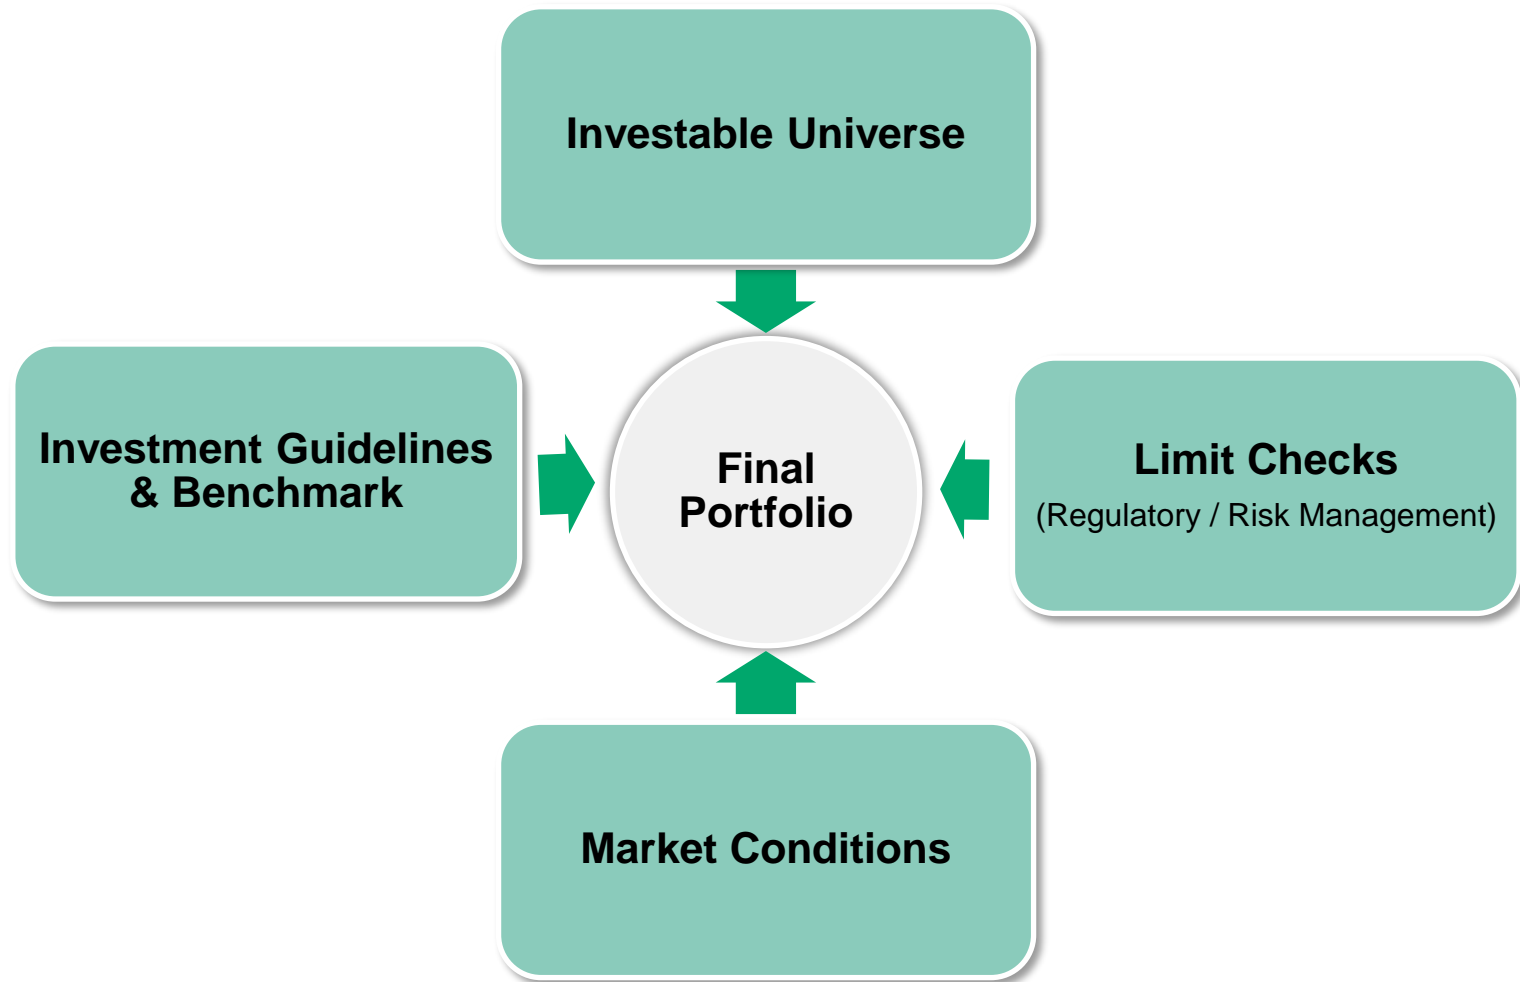 Investable Universe
Investment Guidelines
& Benchmark
Final
Portfolio
Limit Checks
(Regulatory / Risk Management)
Market Conditions